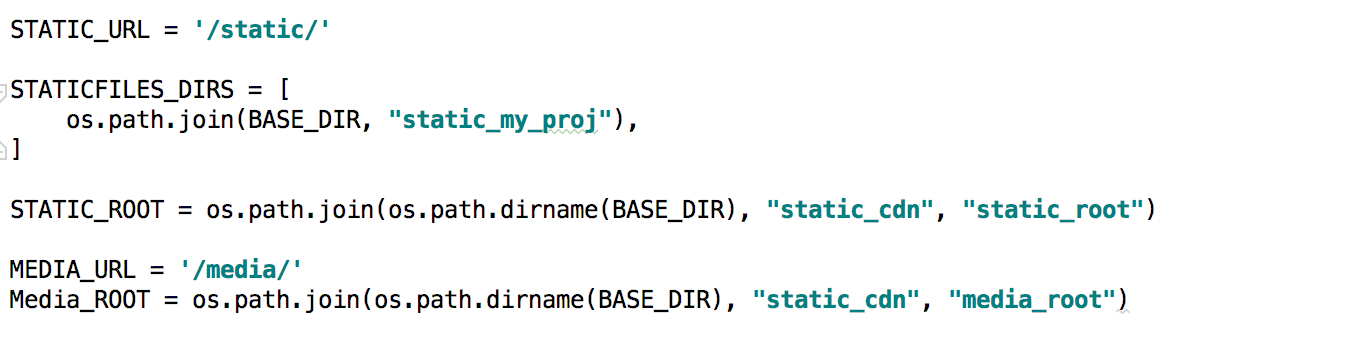 STATIC_URL = '/static/'
STATICFILES_DIRS = [
    os.path.join(BASE_DIR, "static_my_proj"),
]
STATIC_ROOT = os.path.join(os.path.dirname(BASE_DIR), "static_cdn", "static_root")
MEDIA_URL = '/media/'
Media_ROOT = os.path.join(os.path.dirname(BASE_DIR), "static_cdn", "media_root")